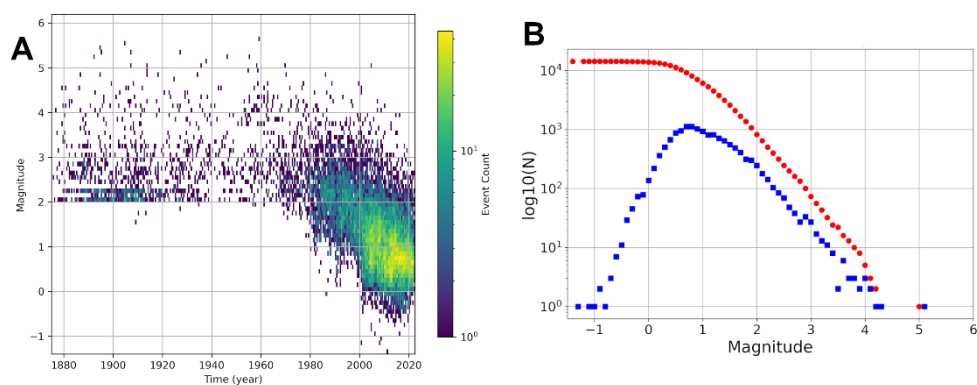 A
6
5
4
3
2
1
0
−1
Magnitude
1880 1900 1920 1940 1960 1980 2000 2020
Time (year)
10¹
10⁰
Event Count
B
10⁴
10³
10²
10¹
10⁰
log10(N)
−1 0 1 2 3 4 5 6
Magnitude